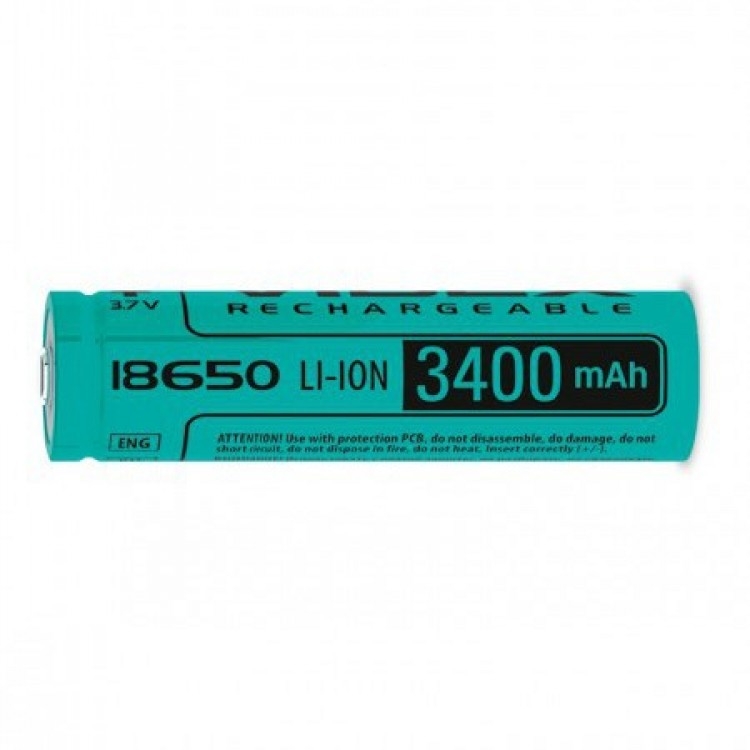 3.7V
RECHARGEABLE
18650 LI-ION 3400 mAh
ENG
ATTENTION! Use with protection PCB, do not disassemble, do damage, do not
short circuit, do not dispose in fire, do not heat, insert correctly (+/-).